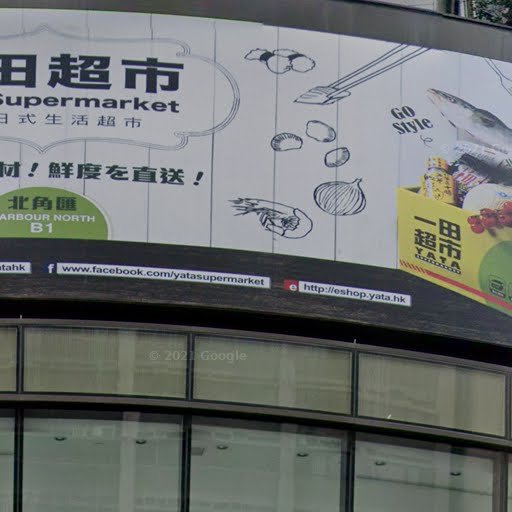 田超市
Supermarket
日式生活超市
材！鮮度を直送！
北角匯
ARBOUR NORTH
B1
GO
Style
一田
超市
YATA
SUPERMARKET
tahk
f www.facebook.com/yatasupermarket
e http://eshop.yata.hk
© 2021 Google